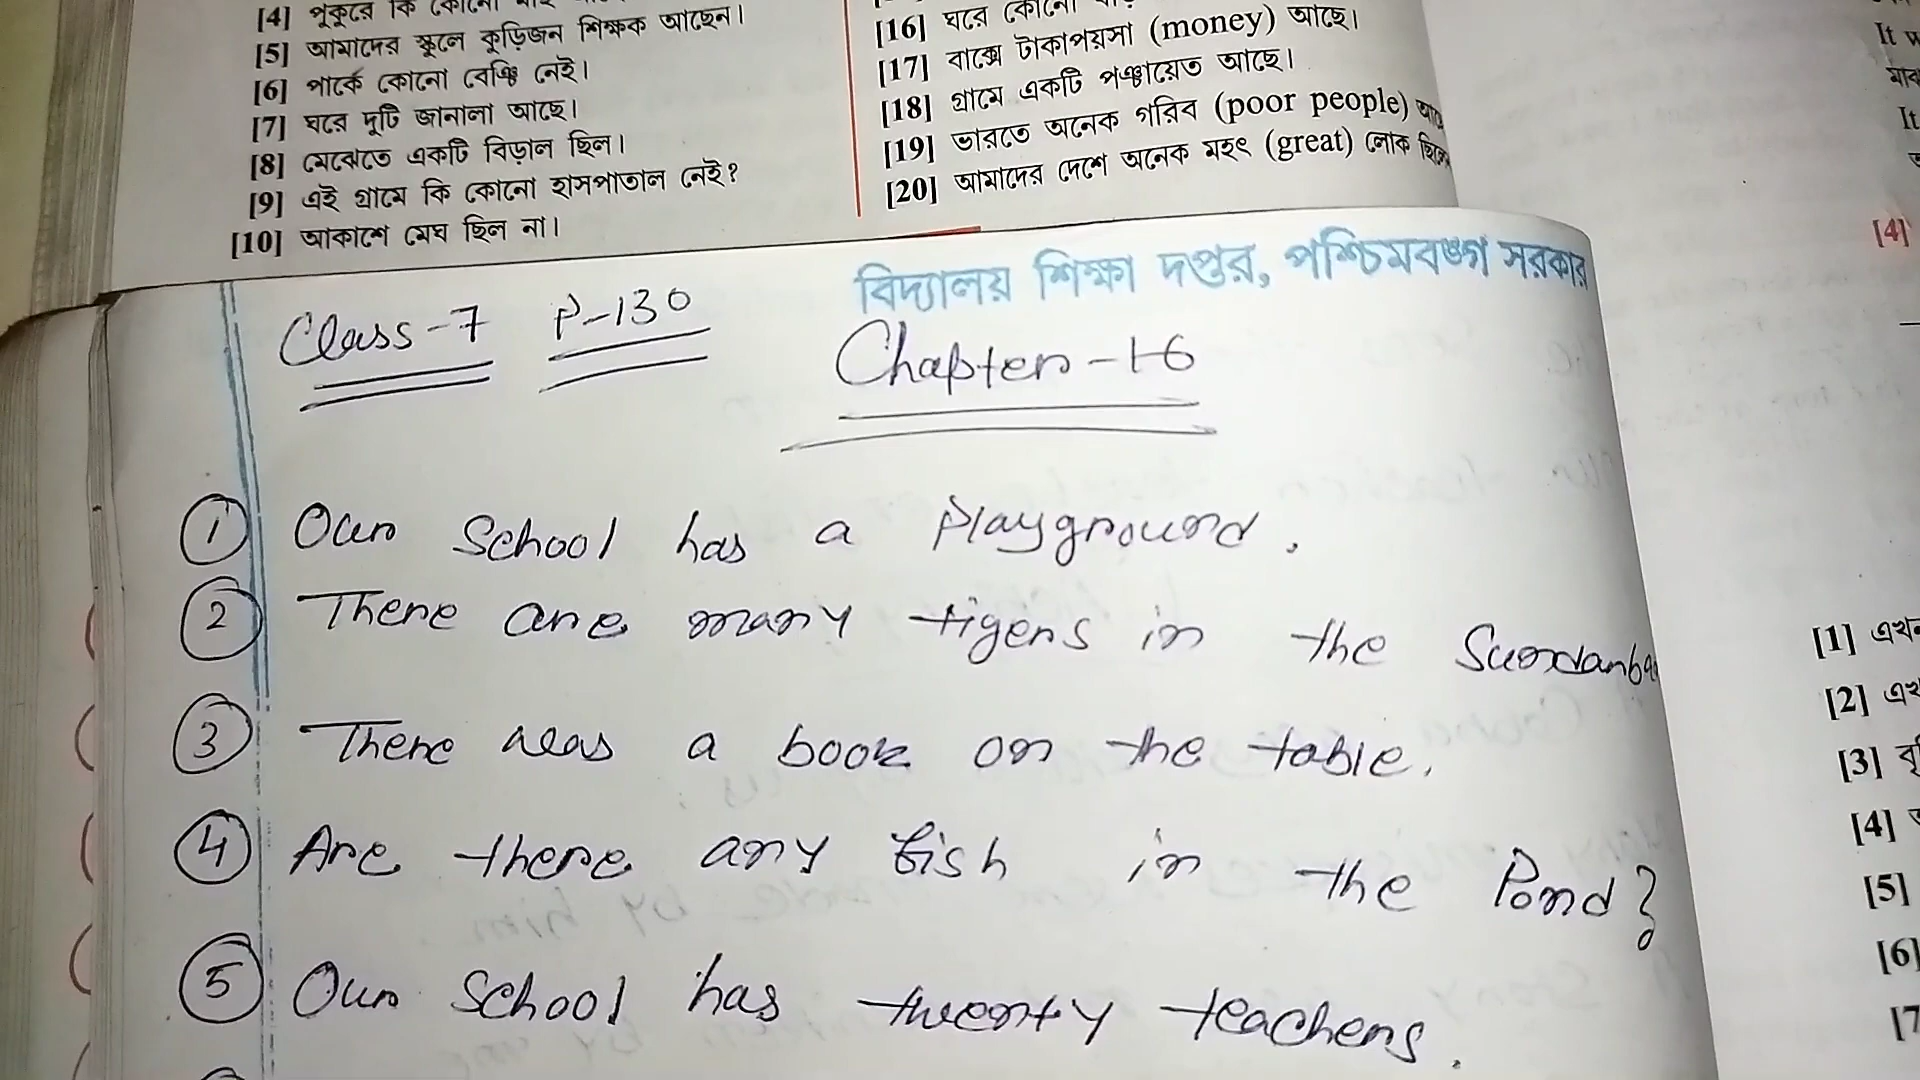 [4] পুকুরে কি কোনো
[5] আমাদের স্কুলে কুড়িজন শিক্ষক আছেন।
[6] পার্কে কোনো বেঞ্চি নেই।
[7] ঘরে দুটি জানালা আছে।
[8] মেঝেতে একটি বিড়াল ছিল।
[9] এই গ্রামে কি কোনো হাসপাতাল নেই?
[10] আকাশে মেঘ ছিল না।
[16] ঘরে কোনো
[17] বাক্সে টাকাপয়সা (money) আছে।
[18] গ্রামে একটি পঞ্চায়েত আছে।
[19] ভারতে অনেক গরিব (poor people)
[20] আমাদের দেশে অনেক মহৎ (great) লোক
বিদ্যালয় শিক্ষা দপ্তর, পশ্চিমবঙ্গ সরকার
Class-7 P-130
Chapter-16
1 Our School has a Playground.
2 There are many tigers in the
3 There was a book on the table.
4 Are there any fish in the Pond?
5 Our School has twenty teachers.
It
It
[4]
[1]
[2]
[3]
[4]
[5]
[6]
[7